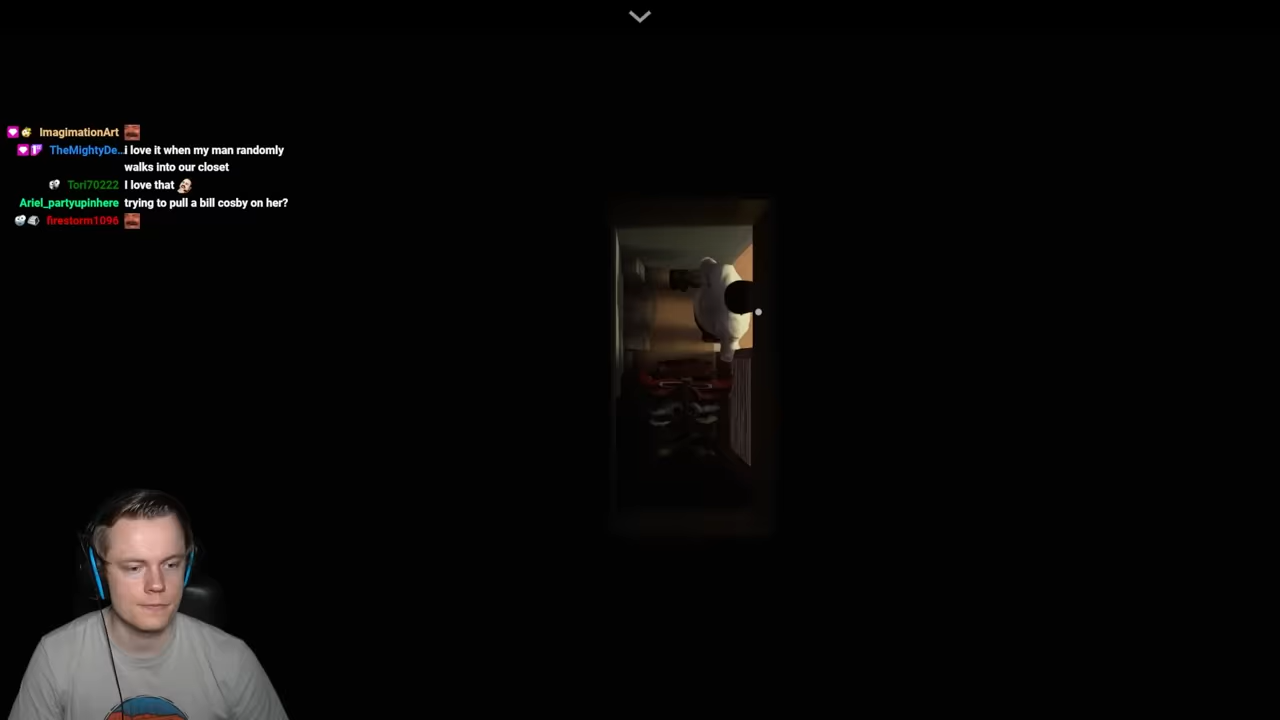 ImagimationArt
TheMightyDe... i love it when my man randomly
walks into our closet
Tori70222 I love that
Ariel_partyupinhere trying to pull a bill cosby on her?
firestorm1096